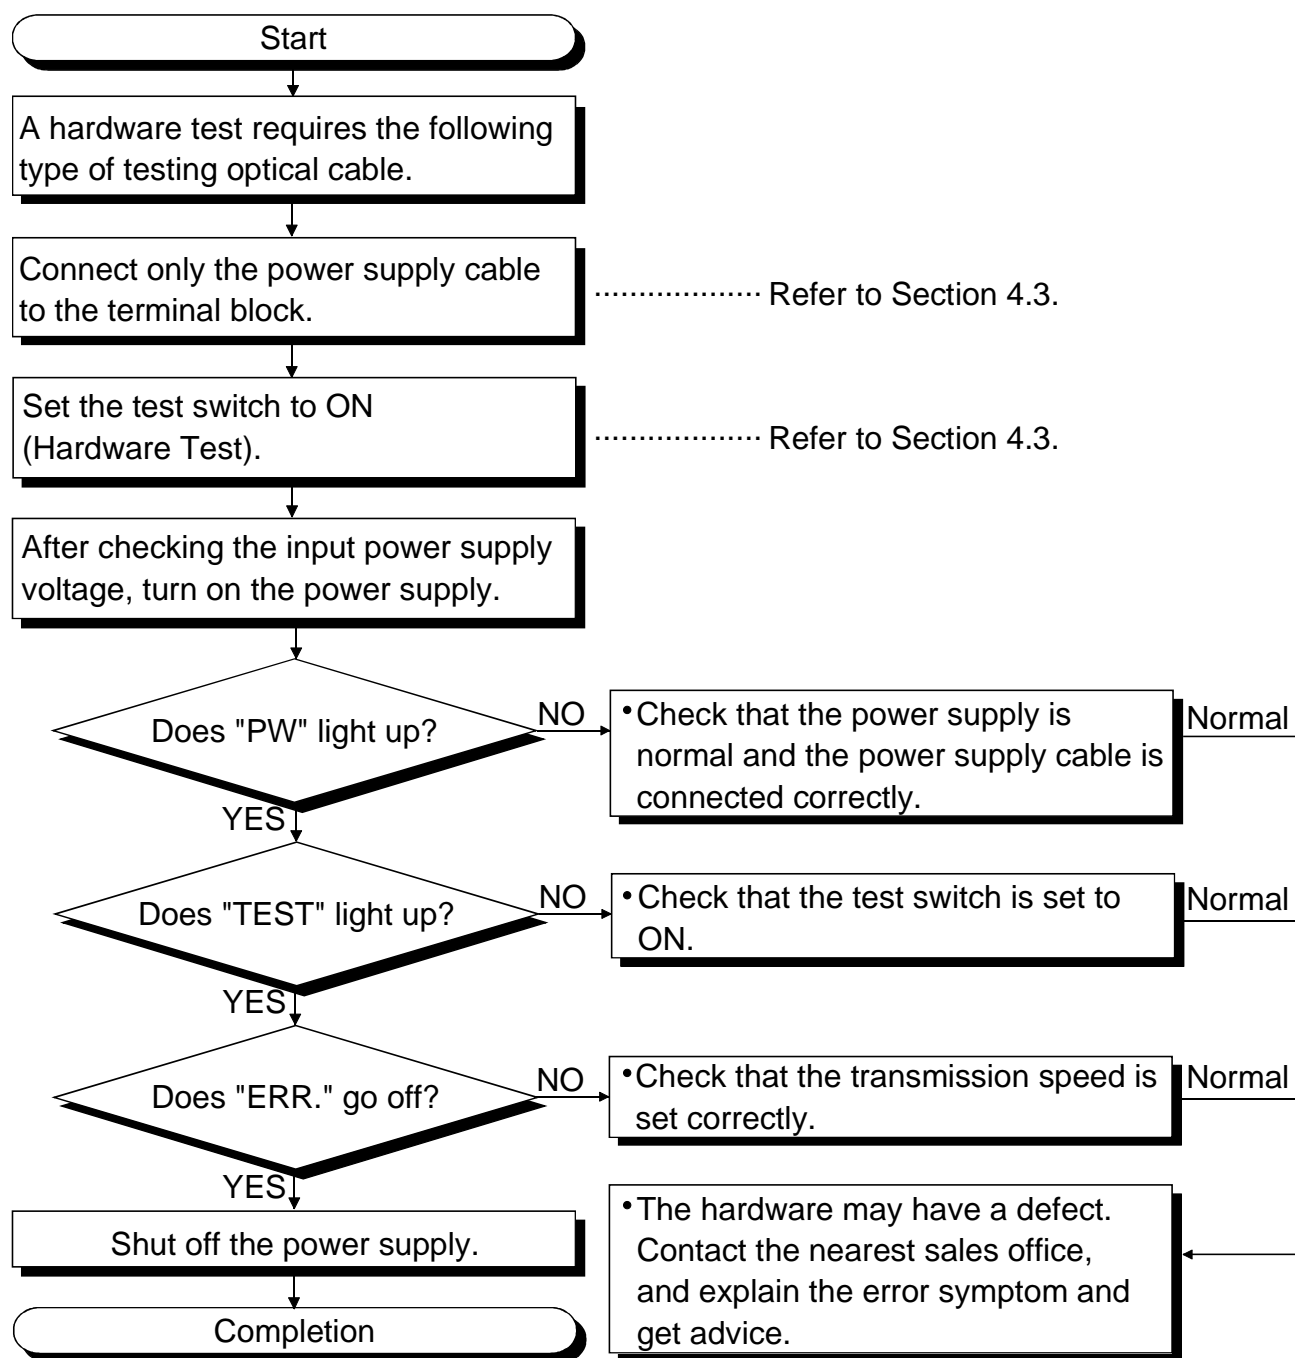 Start
A hardware test requires the following
type of testing optical cable.
Connect only the power supply cable
to the terminal block.
Refer to Section 4.3.
Set the test switch to ON
(Hardware Test).
Refer to Section 4.3.
After checking the input power supply
voltage, turn on the power supply.
Does "PW" light up?
NO
•Check that the power supply is
normal and the power supply cable is
connected correctly.
Normal
YES
Does "TEST" light up?
NO
•Check that the test switch is set to
ON.
Normal
YES
Does "ERR." go off?
NO
•Check that the transmission speed is
set correctly.
Normal
YES
Shut off the power supply.
•The hardware may have a defect.
Contact the nearest sales office,
and explain the error symptom and
get advice.
Completion